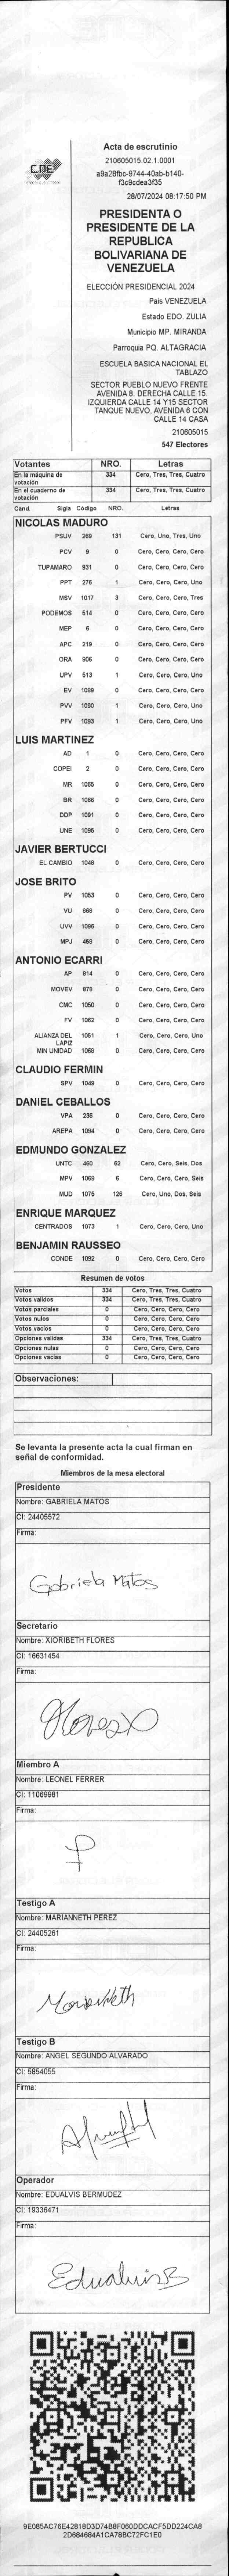 CNE
Acta de escrutinio
210605015.02.1.0001
a9a28fbc-9744-40ab-b140-
f3c9cdea3f35
28/07/2024 08:17:50 PM
PRESIDENTA O
PRESIDENTE DE LA
REPUBLICA
BOLIVARIANA DE
VENEZUELA
ELECCIÓN PRESIDENCIAL 2024
Pais VENEZUELA
Estado EDO. ZULIA
Municipio MP. MIRANDA
Parroquia PQ. ALTAGRACIA
ESCUELA BASICA NACIONAL EL
TABLAZO
SECTOR PUEBLO NUEVO FRENTE
AVENIDA 8. DERECHA CALLE 15.
IZQUIERDA CALLE 14 Y15 SECTOR
TANQUE NUEVO. AVENIDA 6 CON
CALLE 14 CASA
210605015
547 Electores
Votantes NRO. Letras
En la máquina de votación 334 Cero, Tres, Tres, Cuatro
En el cuaderno de votación 334 Cero, Tres, Tres, Cuatro
Cand. Sigla Codigo NRO. Letras
NICOLAS MADURO
PSUV 269 131 Cero, Uno, Tres, Uno
PCV 9 0 Cero, Cero, Cero, Cero
TUPAMARO 931 0 Cero, Cero, Cero, Cero
PPT 276 1 Cero, Cero, Cero, Uno
MSV 1017 3 Cero, Cero, Cero, Tres
PODEMOS 514 0 Cero, Cero, Cero, Cero
MEP 6 0 Cero, Cero, Cero, Cero
APC 219 0 Cero, Cero, Cero, Cero
ORA 906 0 Cero, Cero, Cero, Cero
UPV 513 1 Cero, Cero, Cero, Uno
EV 1089 0 Cero, Cero, Cero, Cero
PVV 1090 1 Cero, Cero, Cero, Uno
PFV 1093 1 Cero, Cero, Cero, Uno
LUIS MARTINEZ
AD 1 0 Cero, Cero, Cero, Cero
COPEI 2 0 Cero, Cero, Cero, Cero
MR 1065 0 Cero, Cero, Cero, Cero
BR 1066 0 Cero, Cero, Cero, Cero
DDP 1091 0 Cero, Cero, Cero, Cero
UNE 1095 0 Cero, Cero, Cero, Cero
JAVIER BERTUCCI
EL CAMBIO 1048 0 Cero, Cero, Cero, Cero
JOSE BRITO
PV 1053 0 Cero, Cero, Cero, Cero
VU 868 0 Cero, Cero, Cero, Cero
UVV 1096 0 Cero, Cero, Cero, Cero
MPJ 458 0 Cero, Cero, Cero, Cero
ANTONIO ECARRI
AP 814 0 Cero, Cero, Cero, Cero
MOVEV 978 0 Cero, Cero, Cero, Cero
CMC 1050 0 Cero, Cero, Cero, Cero
FV 1062 0 Cero, Cero, Cero, Cero
ALIANZA DEL LAPIZ 1051 1 Cero, Cero, Cero, Uno
MIN UNIDAD 1069 0 Cero, Cero, Cero, Cero
CLAUDIO FERMIN
SPV 1049 0 Cero, Cero, Cero, Cero
DANIEL CEBALLOS
VPA 236 0 Cero, Cero, Cero, Cero
AREPA 1094 0 Cero, Cero, Cero, Cero
EDMUNDO GONZALEZ
UNTC 460 62 Cero, Cero, Seis, Dos
MPV 1069 6 Cero, Cero, Cero, Seis
MUD 1075 126 Cero, Uno, Dos, Seis
ENRIQUE MARQUEZ
CENTRADOS 1073 1 Cero, Cero, Cero, Uno
BENJAMIN RAUSSEO
CONDE 1092 0 Cero, Cero, Cero, Cero
Resumen de votos
Votos 334 Cero, Tres, Tres, Cuatro
Votos validos 334 Cero, Tres, Tres, Cuatro
Votos parciales 0 Cero, Cero, Cero, Cero
Votos nulos 0 Cero, Cero, Cero, Cero
Votos vacios 0 Cero, Cero, Cero, Cero
Opciones validas 334 Cero, Tres, Tres, Cuatro
Opciones nulas 0 Cero, Cero, Cero, Cero
Opciones vacias 0 Cero, Cero, Cero, Cero
Observaciones:
Se levanta la presente acta la cual firman en
señal de conformidad.
Miembros de la mesa electoral
Presidente
Nombre: GABRIELA MATOS
CI: 24405572
Firma:
Gabriela Matos
Secretario
Nombre: XIORIBETH FLORES
CI: 16631454
Firma:
Miembro A
Nombre: LEONEL FERRER
CI: 11069981
Firma:
Testigo A
Nombre: MARIANNETH PEREZ
CI: 24405261
Firma:
Testigo B
Nombre: ANGEL SEGUNDO ALVARADO
CI: 5854055
Firma:
Operador
Nombre: EDUALVIS BERMUDEZ
CI: 19336471
Firma:
9E085AC76E42818D3D74B8F060DDCACF5DD224CA8
2D684684A1CA78BC72FC1E0